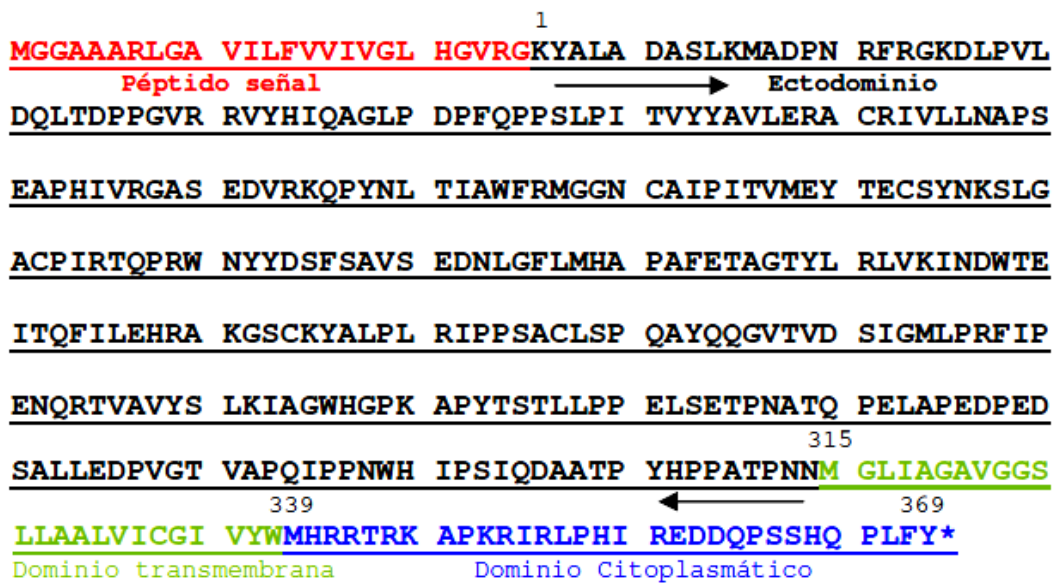 1
MGGAAARLGA VILFVVIVGL HGVRGKYALA DASLKMADPN RFRGKDLPVL
Péptido señal Ectodominio
DQLTDPPGVR RVYHIQAGLP DPFQPPSLPI TVYYAVLERA CRIVLLNAPS
EAPHIVRGAS EDVRKQPYNL TIAWFRMGGN CAIPITVMEY TECSYNKSLG
ACPIRTQPRW NYYDSFSAVS EDNLGFLMHA PAFETAGTYL RLVKINDWTE
ITQFILEHRA KGSCKYALPL RIPPSACLSP QAYQQGVTVD SIGMLPRFIP
ENQRTVAVYS LKIAGWHGPK APYTSTLLPP ELSETPNATQ PELAPEDPED
315
SALLEDPVGT VAPQIPPNWH IPSIQDAATP YHPPATPNNM GLIAGAVGGS
339 369
LLAALVICGI VYWMHRRTRK APKRIRLPHI REDDQPSSHQ PLFY*
Dominio transmembrana Dominio Citoplasmático